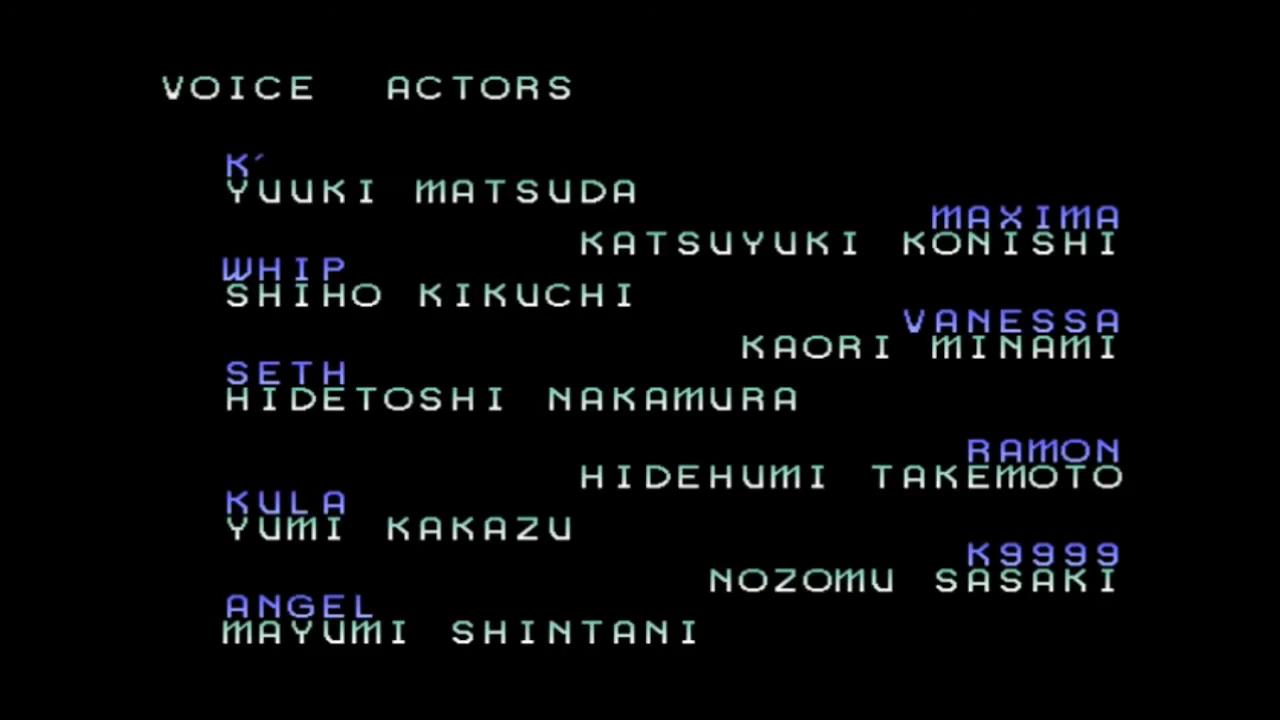 VOICE ACTORS
K´
YUUKI MATSUDA
MAXIMA
KATSUYUKI KONISHI
WHIP
SHIHO KIKUCHI
VANESSA
KAORI MINAMI
SETH
HIDETOSHI NAKAMURA
RAMON
HIDEHUMI TAKEMOTO
KULA
YUMI KAKAZU
K9999
NOZOMU SASAKI
ANGEL
MAYUMI SHINTANI